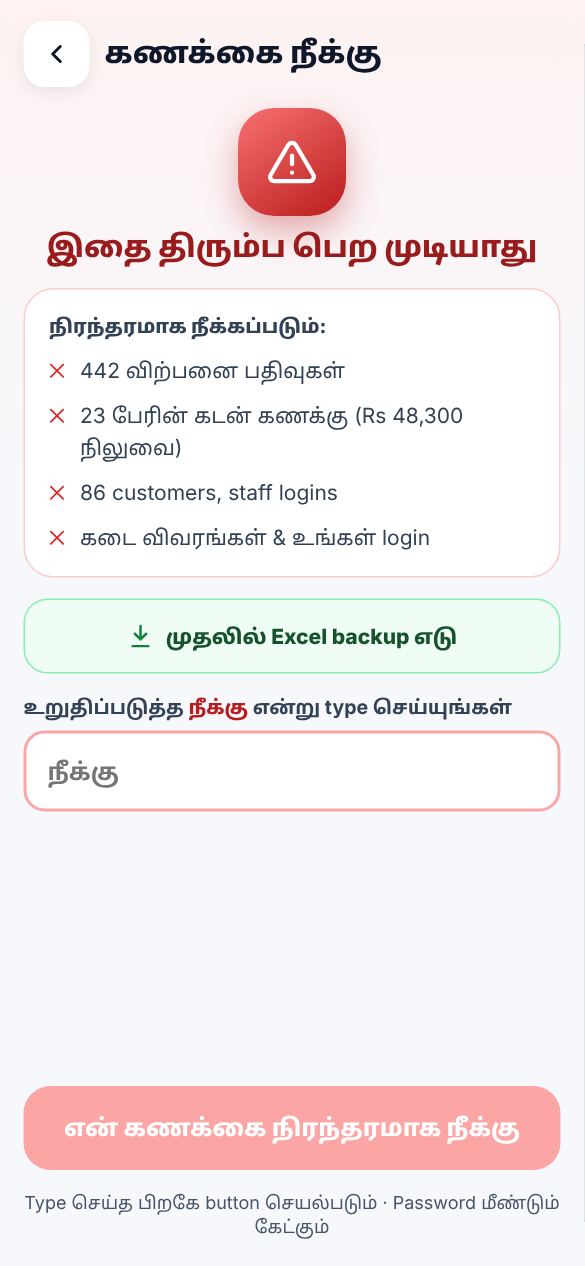 கணக்கை நீக்கு
இதை திரும்ப பெற முடியாது
நிரந்தரமாக நீக்கப்படும்:
442 விற்பனை பதிவுகள்
23 பேரின் கடன் கணக்கு (Rs 48,300
நிலுவை)
86 customers, staff logins
கடை விவரங்கள் & உங்கள் login
முதலில் Excel backup எடு
உறுதிப்படுத்த நீக்கு என்று type செய்யுங்கள்
நீக்கு
என் கணக்கை நிரந்தரமாக நீக்கு
Type செய்த பிறகே button செயல்படும் · Password மீண்டும்
கேட்கும்